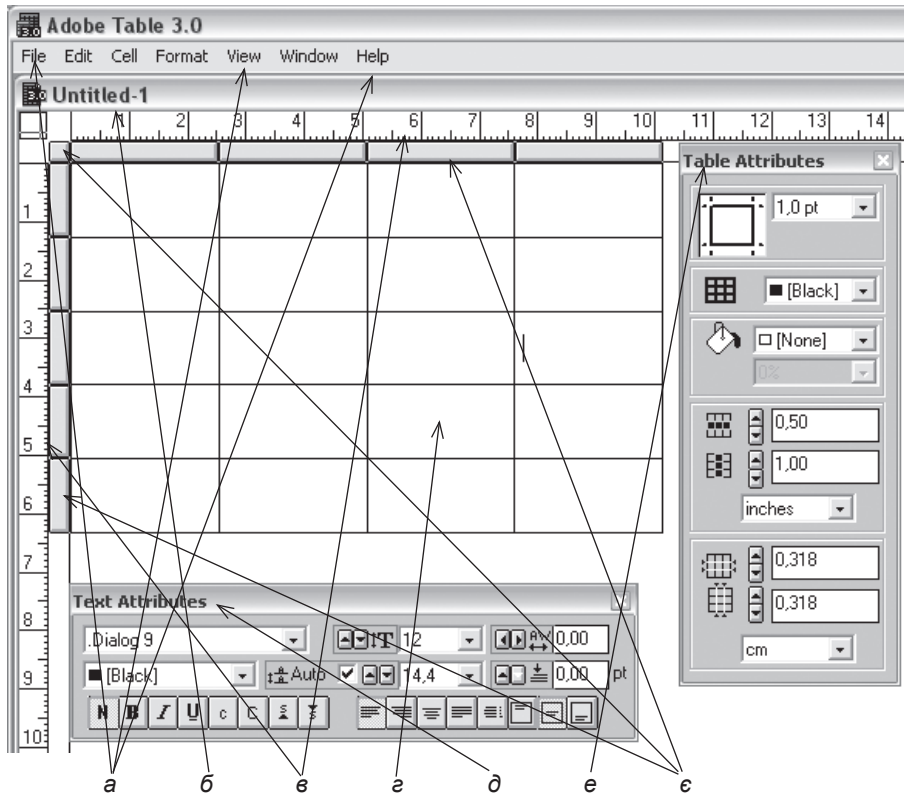 Adobe Table 3.0
File Edit Cell Format View Window Help
Untitled-1
1 2 3 4 5 6 7 8 9 10 11 12 13 14
Table Attributes
1,0 pt
[Black]
[None]
0%
0,50
1,00
inches
0,318
0,318
cm
1
2
3
4
5
6
7
8
9
10
Text Attributes
.Dialog 9 12 0,00
[Black] Auto 14,4 0,00 pt
N B I U c C
а б в г д е є